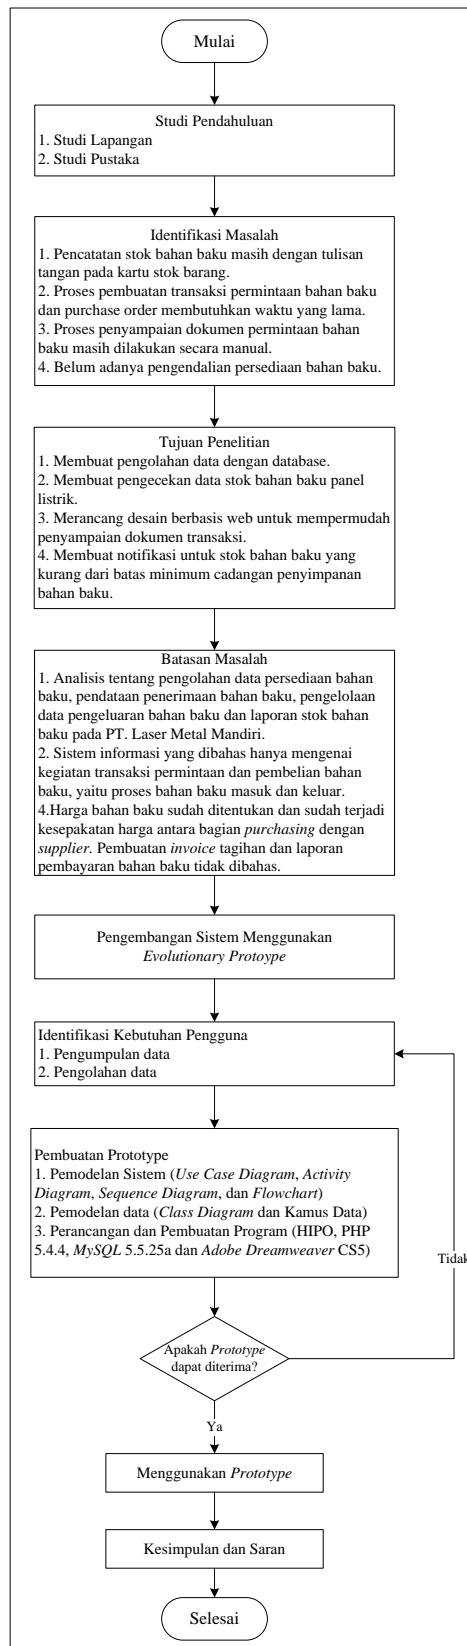 Mulai
Studi Pendahuluan
1. Studi Lapangan
2. Studi Pustaka
Identifikasi Masalah
1. Pencatatan stok bahan baku masih dengan tulisan
tangan pada kartu stok barang.
2. Proses pembuatan transaksi permintaan bahan baku
dan purchase order membutuhkan waktu yang lama.
3. Proses penyampaian dokumen permintaan bahan
baku masih dilakukan secara manual.
4. Belum adanya pengendalian persediaan bahan baku.
Tujuan Penelitian
1. Membuat pengolahan data dengan database.
2. Membuat pengecekan data stok bahan baku panel
listrik.
3. Merancang desain berbasis web untuk mempermudah
penyampaian dokumen transaksi.
4. Membuat notifikasi untuk stok bahan baku yang
kurang dari batas minimum cadangan penyimpanan
bahan baku.
Batasan Masalah
1. Analisis tentang pengolahan data persediaan bahan
baku, pendataan penerimaan bahan baku, pengelolaan
data pengeluaran bahan baku dan laporan stok bahan
baku pada PT. Laser Metal Mandiri.
2. Sistem informasi yang dibahas hanya mengenai
kegiatan transaksi permintaan dan pembelian bahan
baku, yaitu proses bahan baku masuk dan keluar.
4.Harga bahan baku sudah ditentukan dan sudah terjadi
kesepakatan harga antara bagian purchasing dengan
supplier. Pembuatan invoice tagihan dan laporan
pembayaran bahan baku tidak dibahas.
Pengembangan Sistem Menggunakan
Evolutionary Protoype
Identifikasi Kebutuhan Pengguna
1. Pengumpulan data
2. Pengolahan data
Pembuatan Prototype
1. Pemodelan Sistem (Use Case Diagram, Activity
Diagram, Sequence Diagram, dan Flowchart)
2. Pemodelan data (Class Diagram dan Kamus Data)
3. Perancangan dan Pembuatan Program (HIPO, PHP
5.4.4, MySQL 5.5.25a dan Adobe Dreamweaver CS5)
Tidak
Apakah Prototype
dapat diterima?
Ya
Menggunakan Prototype
Kesimpulan dan Saran
Selesai